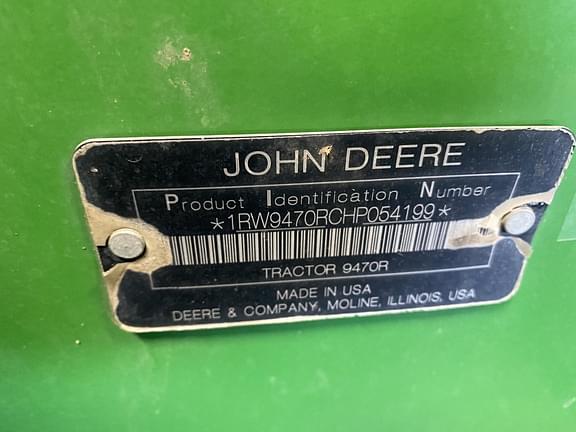 JOHN DEERE
Product Identification Number
*1RW9470RCHP054199*
TRACTOR 9470R
MADE IN USA
DEERE & COMPANY, MOLINE, ILLINOIS, USA